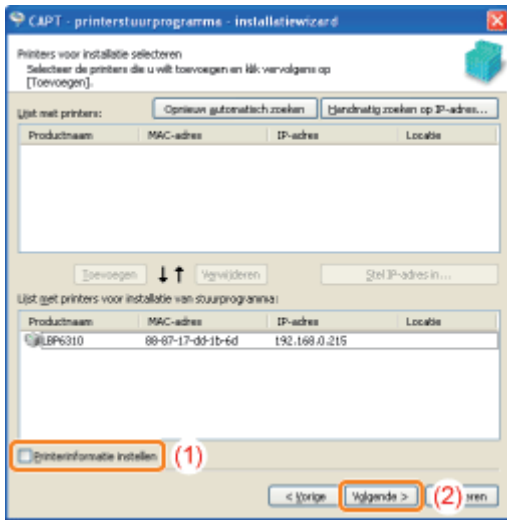 CAPT - printerstuurprogramma - installatiewizard
Printers voor installatie selecteren
Selecteer de printers die u wilt toevoegen en klik vervolgens op
[Toevoegen].
Lijst met printers:
Opnieuw automatisch zoeken
Handmatig zoeken op IP-adres...
Productnaam MAC-adres IP-adres Locatie
Toevoegen Verwijderen Stel IP-adres in...
Lijst met printers voor installatie van stuurprogramma:
Productnaam MAC-adres IP-adres Locatie
LBP6310 88-87-17-dd-1b-6d 192.168.0.215
Printerinformatie instellen (1)
< Vorige Volgende > (2) eren